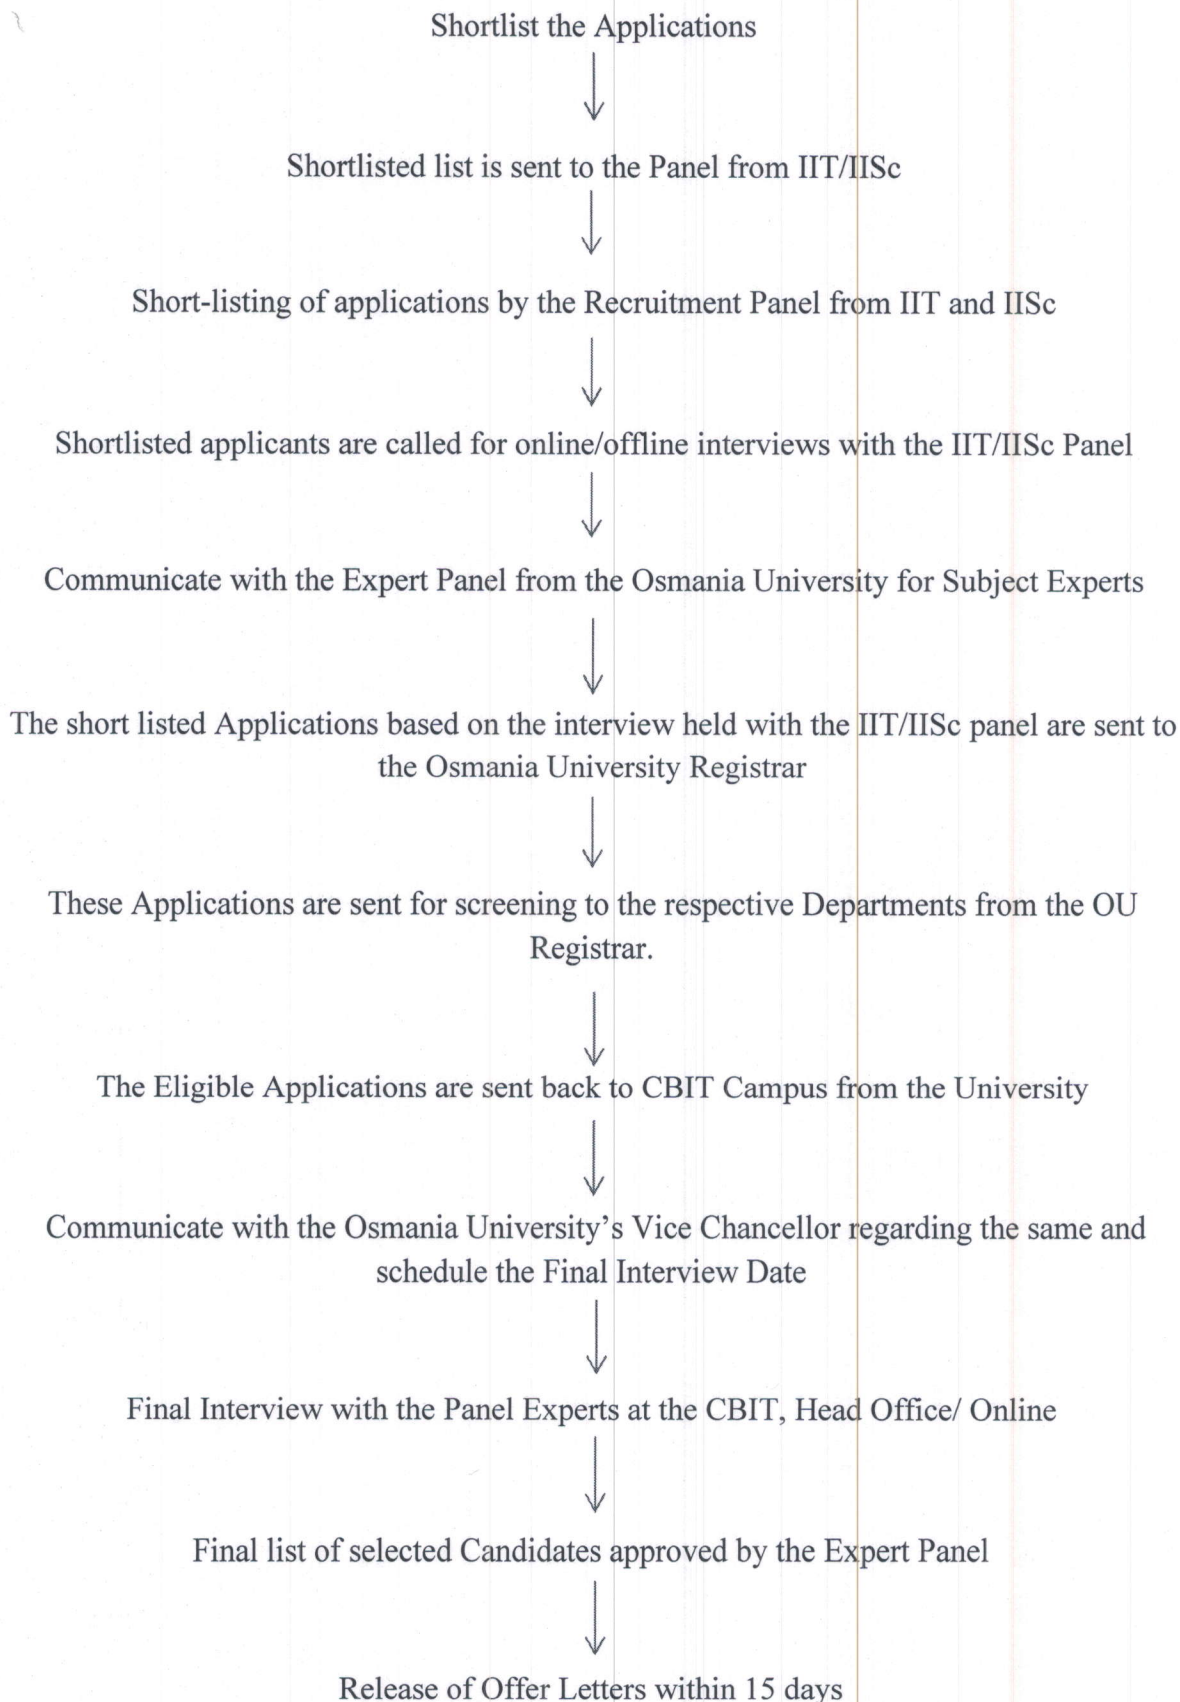 Shortlist the Applications
Shortlisted list is sent to the Panel from IIT/IISc
Short-listing of applications by the Recruitment Panel from IIT and IISc
Shortlisted applicants are called for online/offline interviews with the IIT/IISc Panel
Communicate with the Expert Panel from the Osmania University for Subject Experts
The short listed Applications based on the interview held with the IIT/IISc panel are sent to
the Osmania University Registrar
These Applications are sent for screening to the respective Departments from the OU
Registrar.
The Eligible Applications are sent back to CBIT Campus from the University
Communicate with the Osmania University’s Vice Chancellor regarding the same and
schedule the Final Interview Date
Final Interview with the Panel Experts at the CBIT, Head Office/ Online
Final list of selected Candidates approved by the Expert Panel
Release of Offer Letters within 15 days